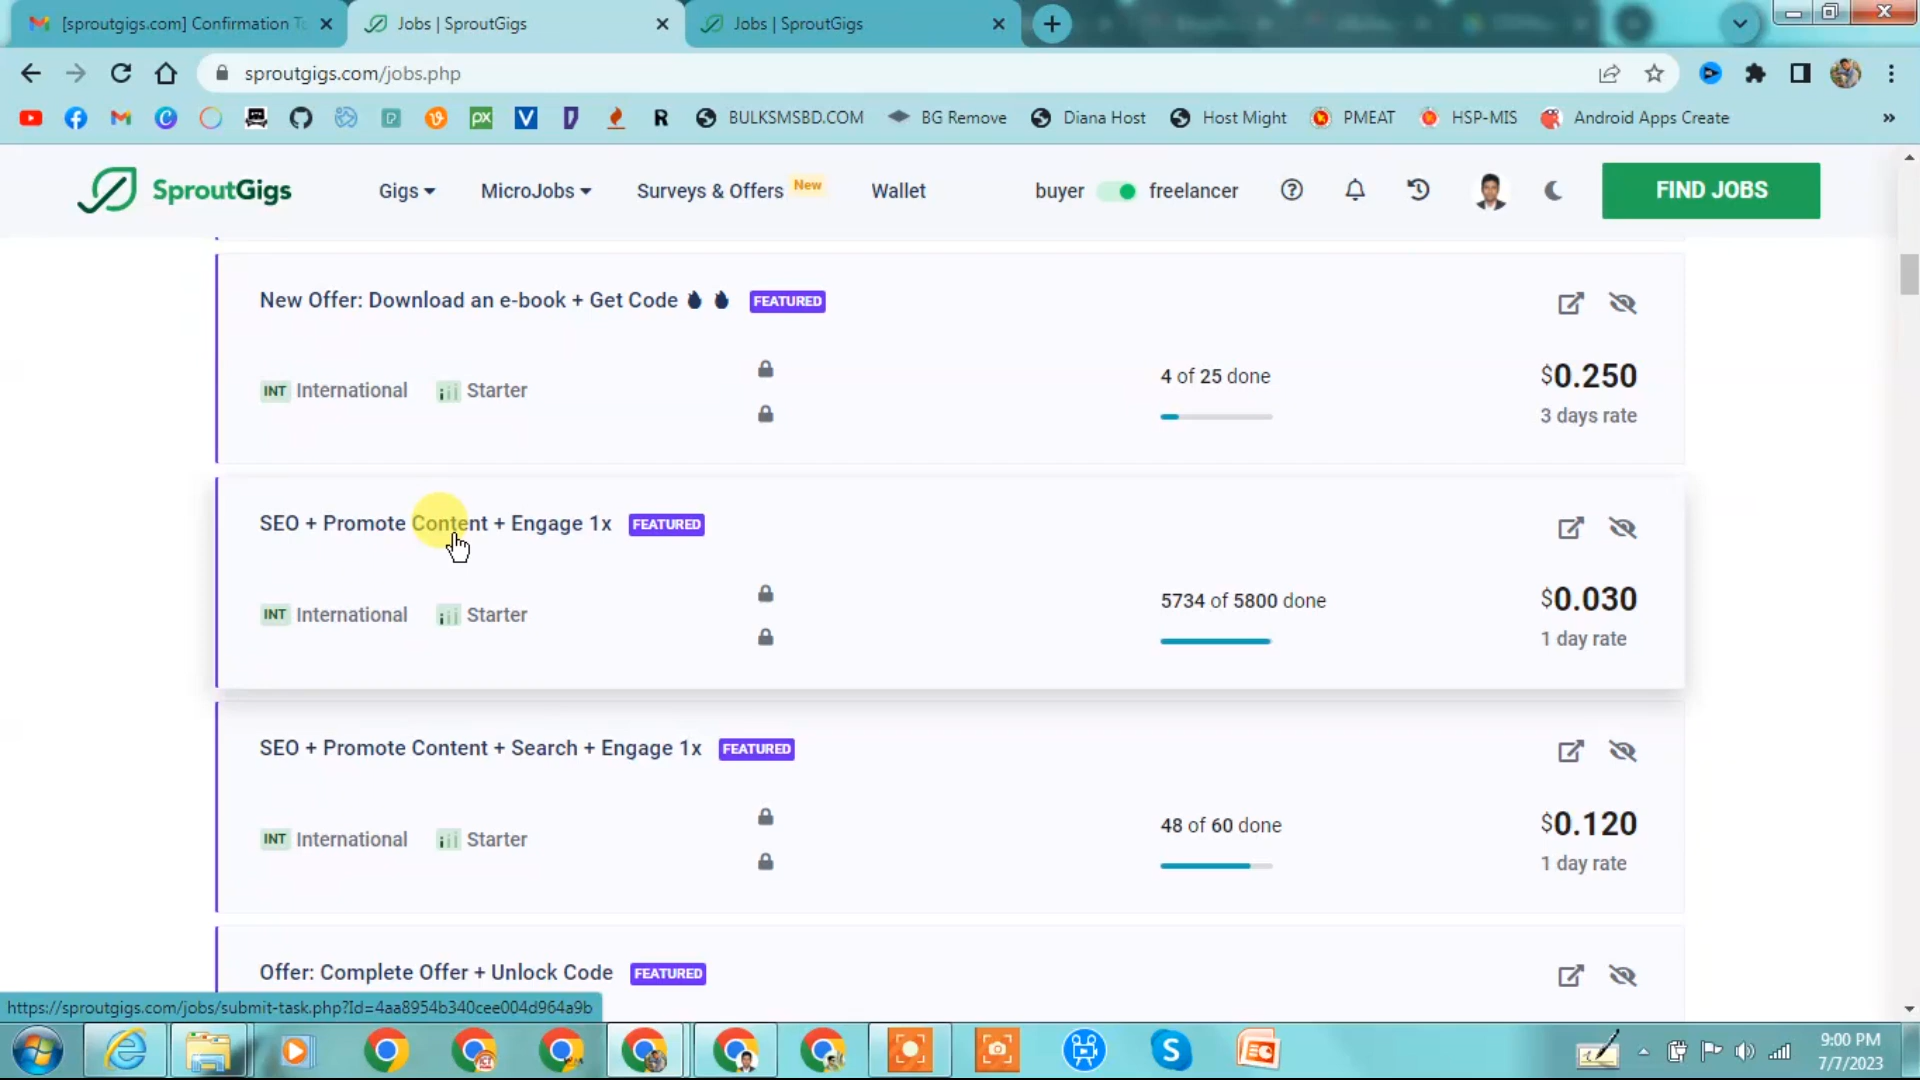 [sproutgigs.com] Confirmation
Jobs | SproutGigs
Jobs | SproutGigs
sproutgigs.com/jobs.php
BULKSMSBD.COM
BG Remove
Diana Host
Host Might
PMEAT
HSP-MIS
Android Apps Create
SproutGigs
Gigs
MicroJobs
Surveys & Offers New
Wallet
buyer
freelancer
FIND JOBS
New Offer: Download an e-book + Get Code
FEATURED
INT International
Starter
4 of 25 done
$0.250
3 days rate
SEO + Promote Content + Engage 1x
FEATURED
INT International
Starter
5734 of 5800 done
$0.030
1 day rate
SEO + Promote Content + Search + Engage 1x
FEATURED
INT International
Starter
48 of 60 done
$0.120
1 day rate
Offer: Complete Offer + Unlock Code
FEATURED
https://sproutgigs.com/jobs/submit-task.php?Id=4aa8954b340cee004d964a9b
9:00 PM
7/7/2023